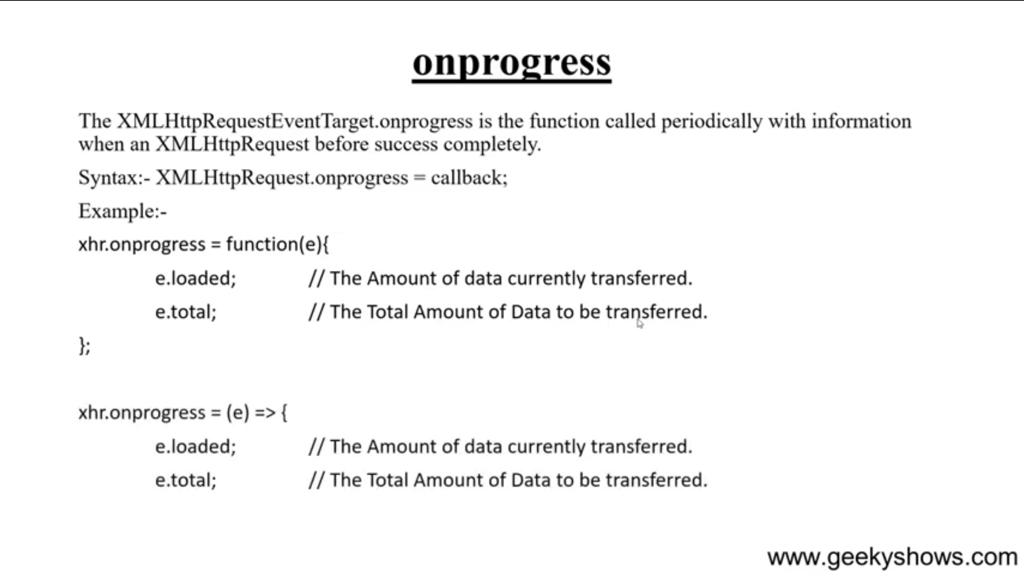 onprogress
The XMLHttpRequestEventTarget.onprogress is the function called periodically with information
when an XMLHttpRequest before success completely.
Syntax:- XMLHttpRequest.onprogress = callback;
Example:-
xhr.onprogress = function(e){
e.loaded; // The Amount of data currently transferred.
e.total; // The Total Amount of Data to be transferred.
};
xhr.onprogress = (e) => {
e.loaded; // The Amount of data currently transferred.
e.total; // The Total Amount of Data to be transferred.
www.geekyshows.com